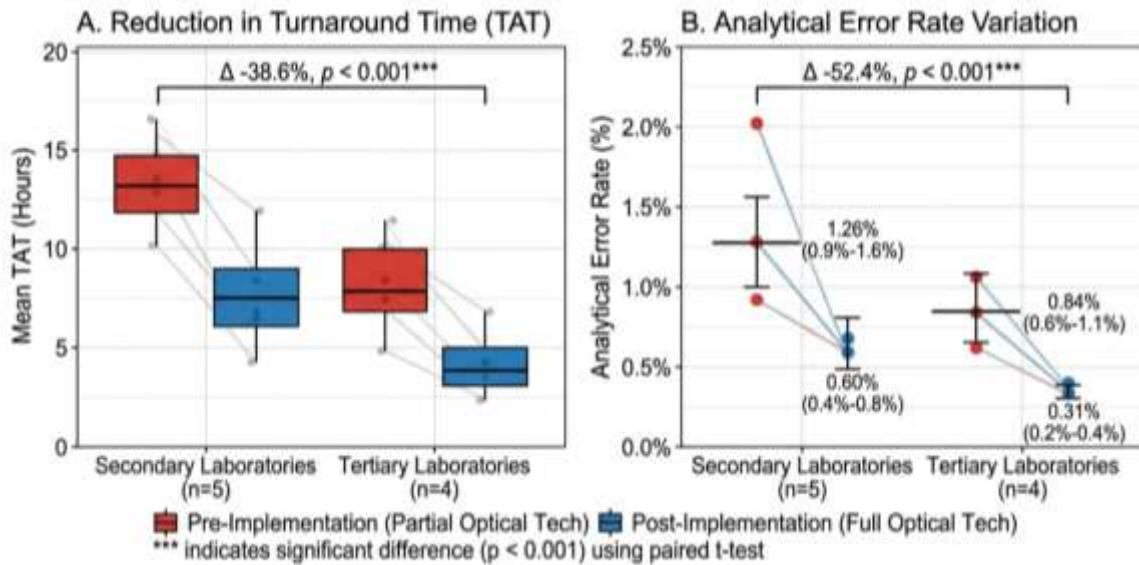 A. Reduction in Turnaround Time (TAT)
Δ -38.6%, p < 0.001***
Mean TAT (Hours)
20
15
10
5
0
Secondary Laboratories
(n=5)
Tertiary Laboratories
(n=4)
B. Analytical Error Rate Variation
Δ -52.4%, p < 0.001***
Analytical Error Rate (%)
2.5%
2.0%
1.5%
1.0%
0.5%
0.0%
1.26%
(0.9%-1.6%)
0.60%
(0.4%-0.8%)
0.84%
(0.6%-1.1%)
0.31%
(0.2%-0.4%)
Secondary Laboratories
(n=5)
Tertiary Laboratories
(n=4)
Pre-Implementation (Partial Optical Tech)
Post-Implementation (Full Optical Tech)
*** indicates significant difference (p < 0.001) using paired t-test